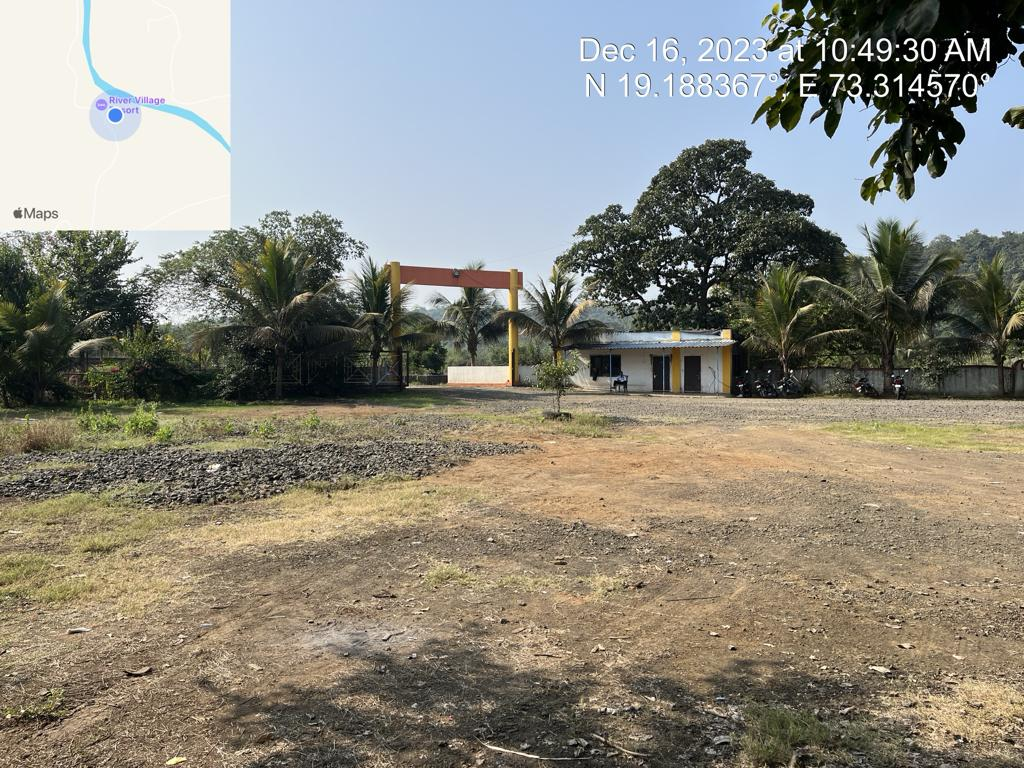 River Village
sort
Maps
Dec 16, 2023 at 10:49:30 AM
N 19.188367°, E 73.314570°